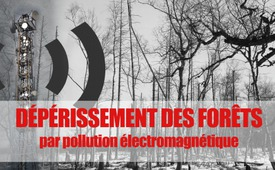 DÉPÉRISSEMENT DES FORÊTS
par pollution électromagnétique